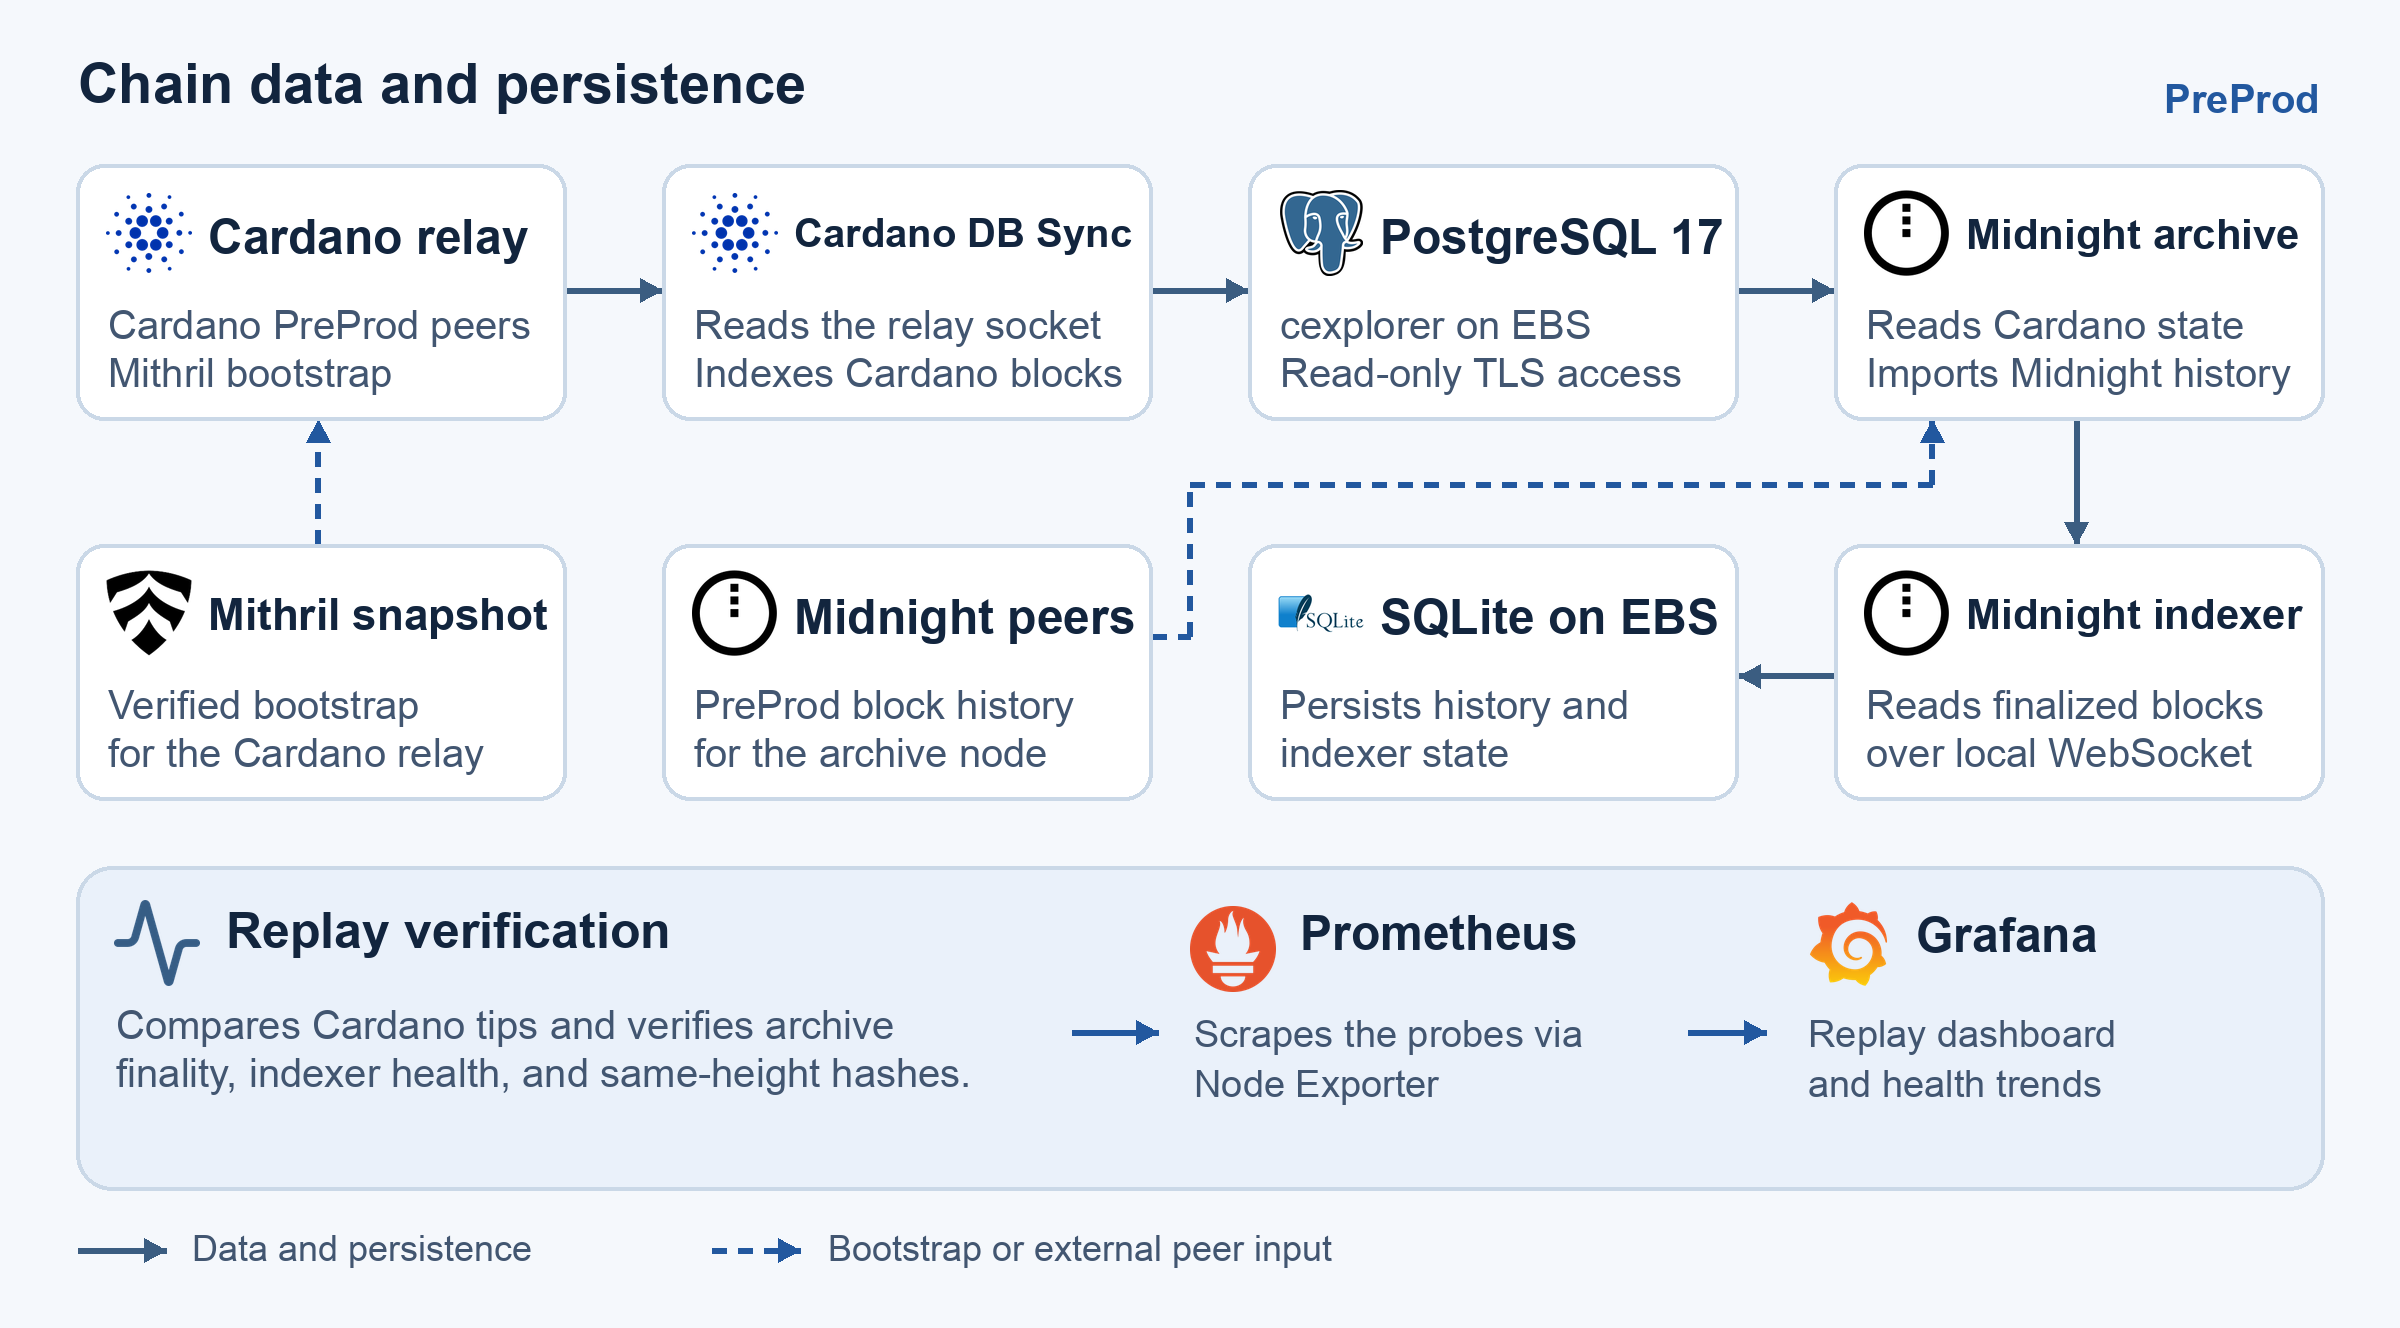 Chain data and persistence
PreProd
Cardano relay
Cardano PreProd peers
Mithril bootstrap
Cardano DB Sync
Reads the relay socket
Indexes Cardano blocks
PostgreSQL 17
cexplorer on EBS
Read-only TLS access
Midnight archive
Reads Cardano state
Imports Midnight history
Mithril snapshot
Verified bootstrap
for the Cardano relay
Midnight peers
PreProd block history
for the archive node
SQLite
SQLite on EBS
Persists history and
indexer state
Midnight indexer
Reads finalized blocks
over local WebSocket
Replay verification
Compares Cardano tips and verifies archive
finality, indexer health, and same-height hashes.
Prometheus
Scrapes the probes via
Node Exporter
Grafana
Replay dashboard
and health trends
Data and persistence
Bootstrap or external peer input